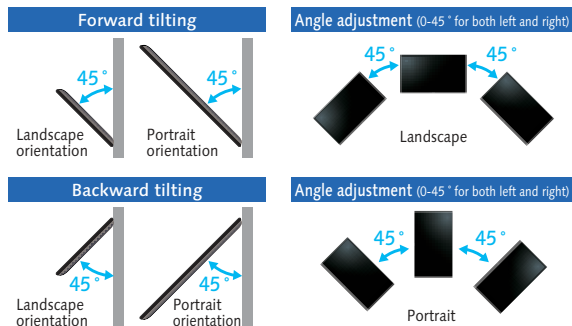 Forward tilting
45°
45°
Landscape
orientation
Portrait
orientation
Angle adjustment (0-45 ° for both left and right)
45°
45°
Landscape
Backward tilting
45°
45°
Landscape
orientation
Portrait
orientation
Angle adjustment (0-45 ° for both left and right)
45°
45°
Portrait